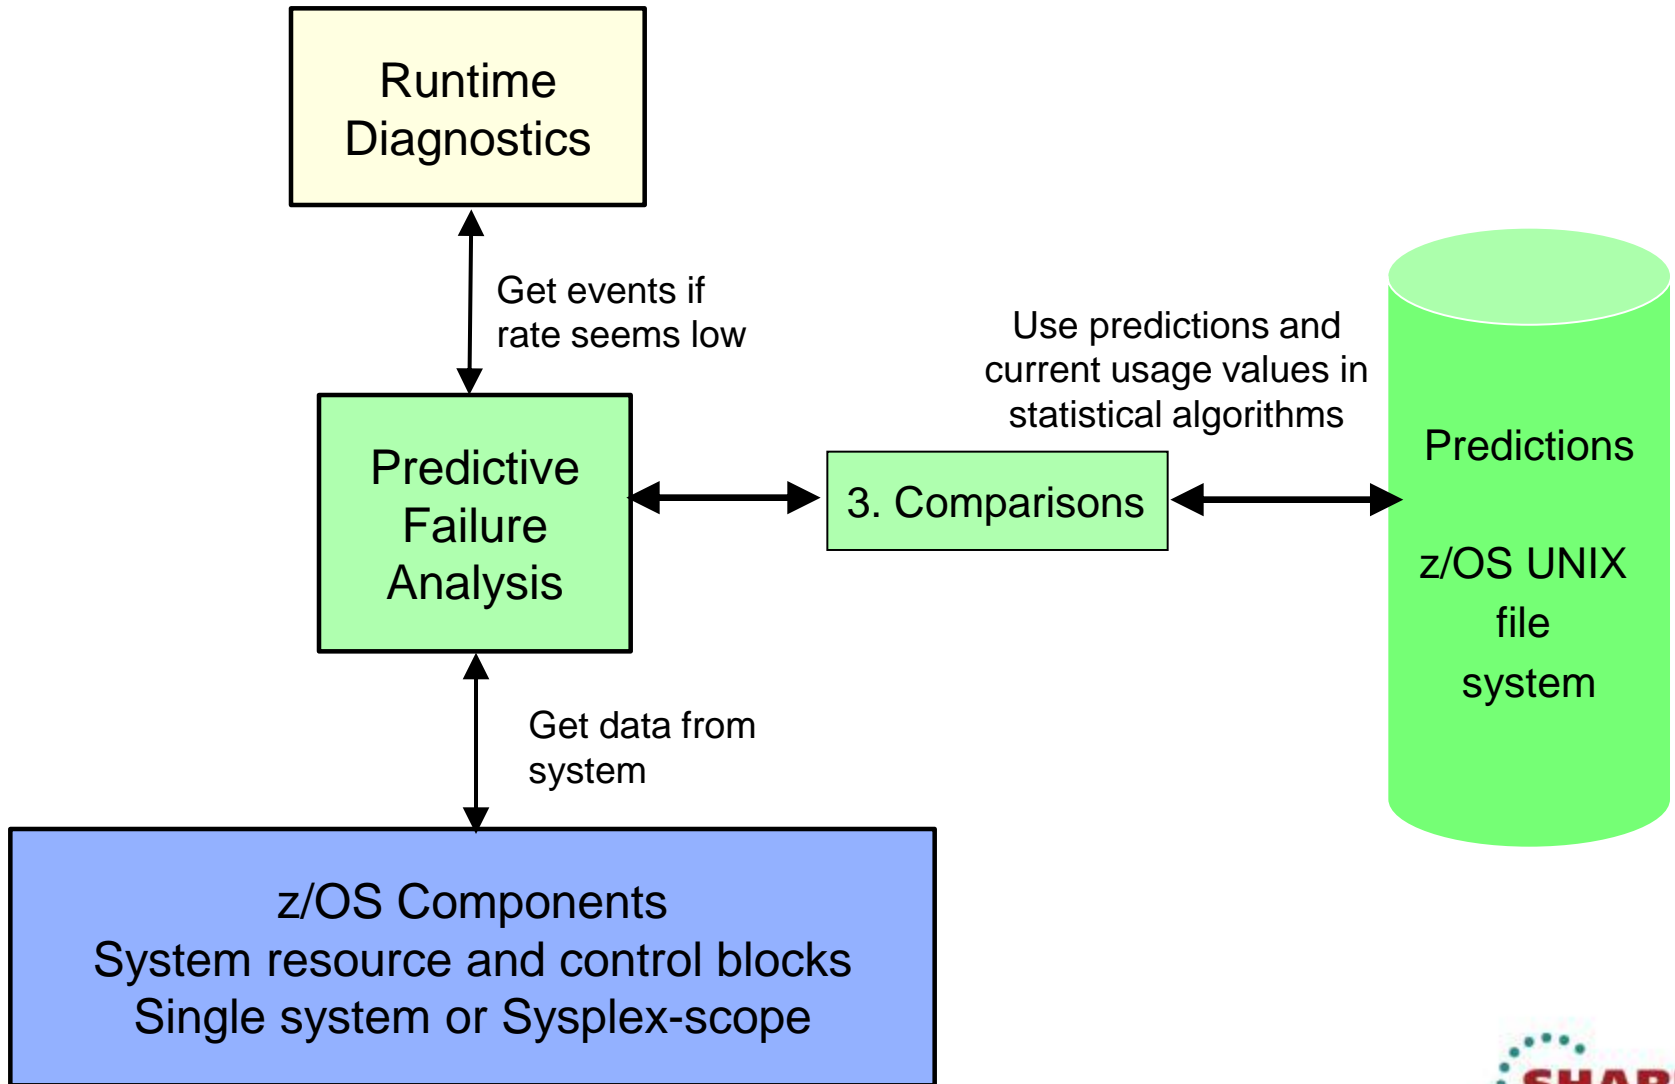 Runtime
Diagnostics
Get events if
rate seems low
Use predictions and
current usage values in
statistical algorithms
Predictive
Failure
Analysis
3. Comparisons
Predictions
z/OS UNIX
file
system
Get data from
system
z/OS Components
System resource and control blocks
Single system or Sysplex-scope